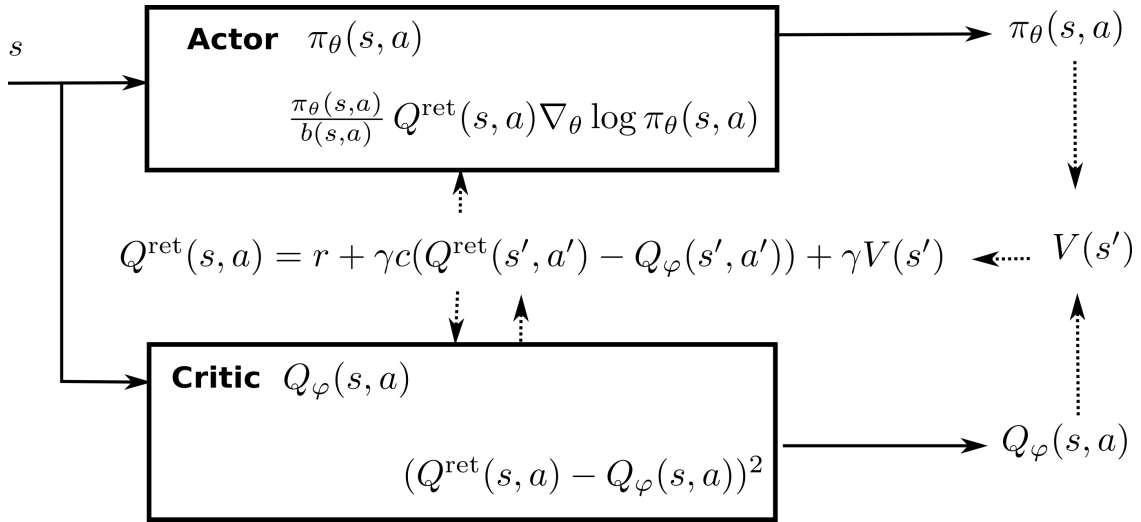 s
Actor π_θ(s, a)
π_θ(s, a)
π_θ(s,a)/b(s,a) Q^ret(s, a)∇_θ log π_θ(s, a)
Q^ret(s, a) = r + γc(Q^ret(s′, a′) − Q_φ(s′, a′)) + γV(s′)
V(s′)
Critic Q_φ(s, a)
Q_φ(s, a)
(Q^ret(s, a) − Q_φ(s, a))²